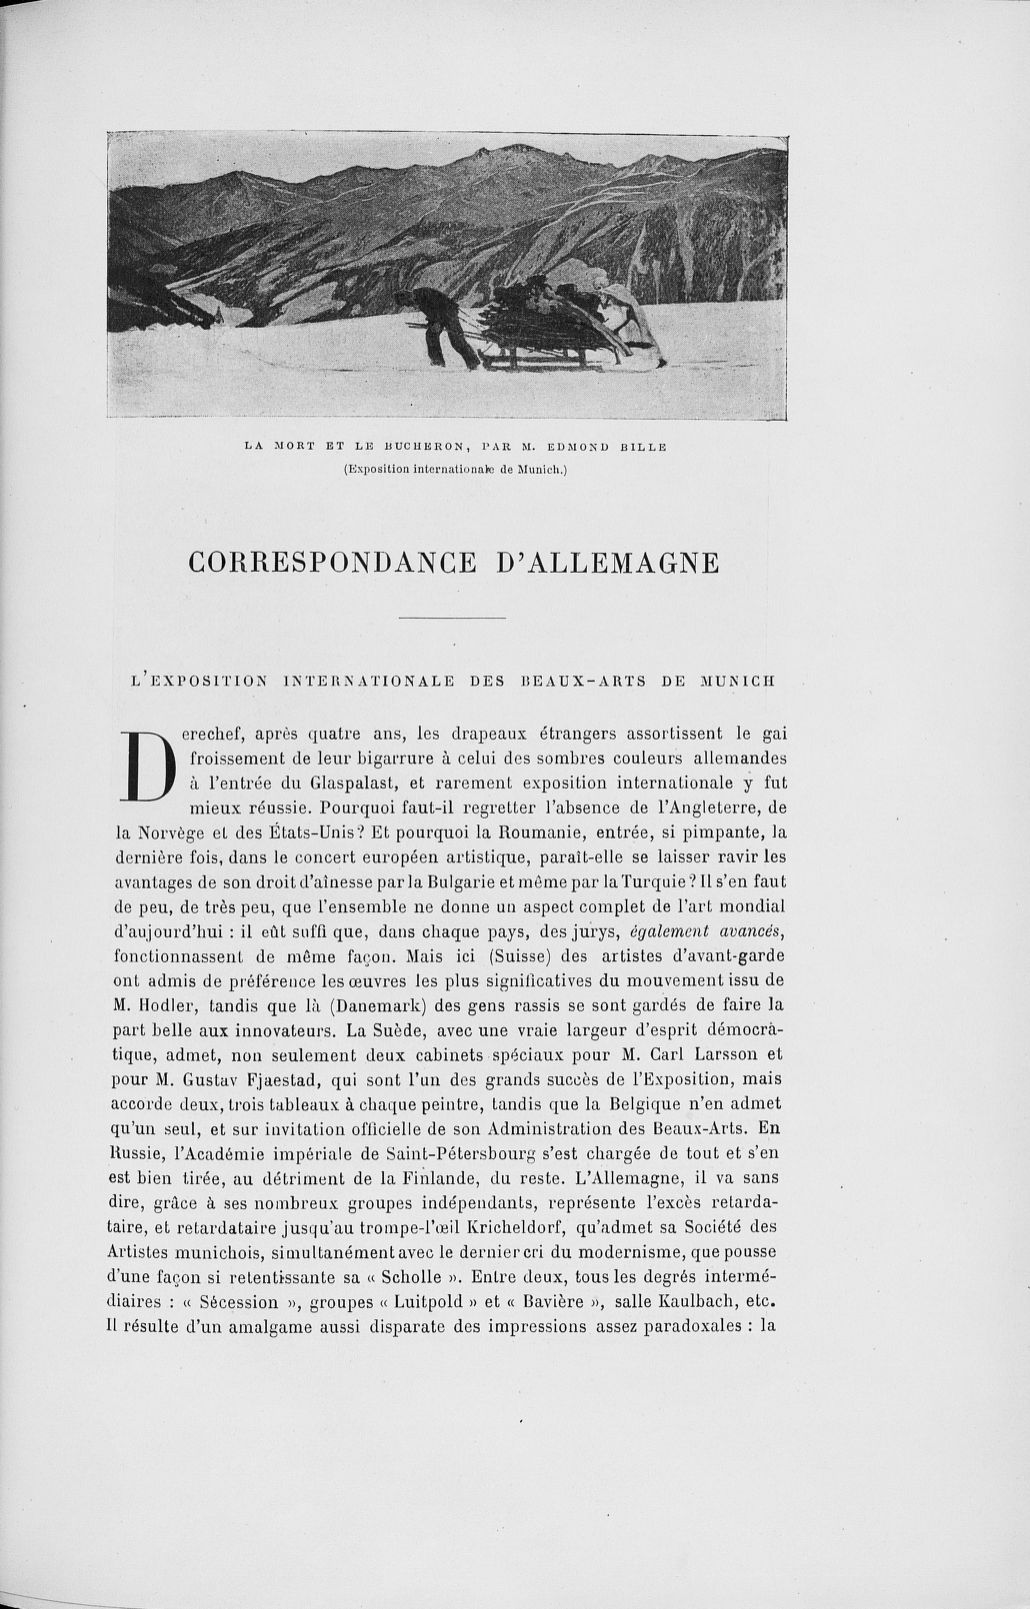 LA MORT ET LE BUCHERON, PAR M. EDMOND BILLE
(Exposition internationale de Munich.)
CORRESPONDANCE D'ALLEMAGNE
L'EXPOSITION INTERNATIONALE DES BEAUX-ARTS DE MUNICH
Derechef, après quatre ans, les drapeaux étrangers assortissent le gai
froissement de leur bigarrure à celui des sombres couleurs allemandes
à l'entrée du Glaspalast, et rarement exposition internationale y fut
mieux réussie. Pourquoi faut-il regretter l'absence de l'Angleterre, de
la Norvège et des États-Unis? Et pourquoi la Roumanie, entrée, si pimpante, la
dernière fois, dans le concert européen artistique, paraît-elle se laisser ravir les
avantages de son droit d'aînesse par la Bulgarie et même par la Turquie? Il s'en faut
de peu, de très peu, que l'ensemble ne donne un aspect complet de l'art mondial
d'aujourd'hui : il eût suffi que, dans chaque pays, des jurys, également avancés,
fonctionnassent de même façon. Mais ici (Suisse) des artistes d'avant-garde
ont admis de préférence les œuvres les plus significatives du mouvement issu de
M. Hodler, tandis que là (Danemark) des gens rassis se sont gardés de faire la
part belle aux innovateurs. La Suède, avec une vraie largeur d'esprit démocra-
tique, admet, non seulement deux cabinets spéciaux pour M. Carl Larsson et
pour M. Gustav Fjaestad, qui sont l'un des grands succès de l'Exposition, mais
accorde deux, trois tableaux à chaque peintre, tandis que la Belgique n'en admet
qu'un seul, et sur invitation officielle de son Administration des Beaux-Arts. En
Russie, l'Académie impériale de Saint-Pétersbourg s'est chargée de tout et s'en
est bien tirée, au détriment de la Finlande, du reste. L'Allemagne, il va sans
dire, grâce à ses nombreux groupes indépendants, représente l'excès retarda-
taire, et retardataire jusqu'au trompe-l'œil Kricheldorf, qu'admet sa Société des
Artistes munichois, simultanément avec le dernier cri du modernisme, que pousse
d'une façon si retentissante sa « Scholle ». Entre deux, tous les degrés intermé-
diaires : « Sécession », groupes « Luitpold » et « Bavière », salle Kaulbach, etc.
Il résulte d'un amalgame aussi disparate des impressions assez paradoxales : la